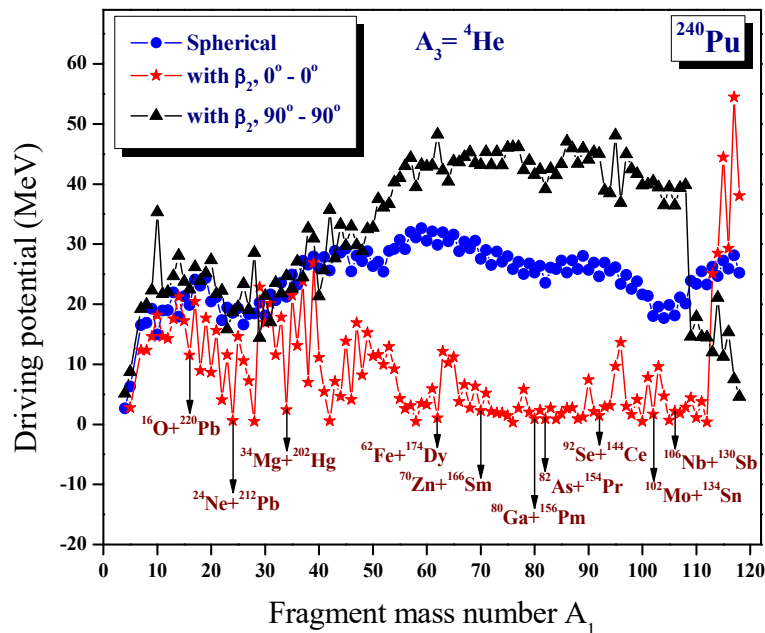 Spherical
with β₂, 0° - 0°
with β₂, 90° - 90°
A₃= ⁴He
²⁴⁰Pu
Driving potential (MeV)
60
50
40
30
20
10
0
-10
-20
¹⁶O+²²⁰Pb
³⁴Mg+²⁰²Hg
²⁴Ne+²¹²Pb
⁶²Fe+¹⁷⁴Dy
⁷⁰Zn+¹⁶⁶Sm
⁸⁰Ga+¹⁵⁶Pm
⁸²As+¹⁵⁴Pr
⁹²Se+¹⁴⁴Ce
¹⁰²Mo+¹³⁴Sn
¹⁰⁶Nb+¹³⁰Sb
0 10 20 30 40 50 60 70 80 90 100 110 120
Fragment mass number A₁